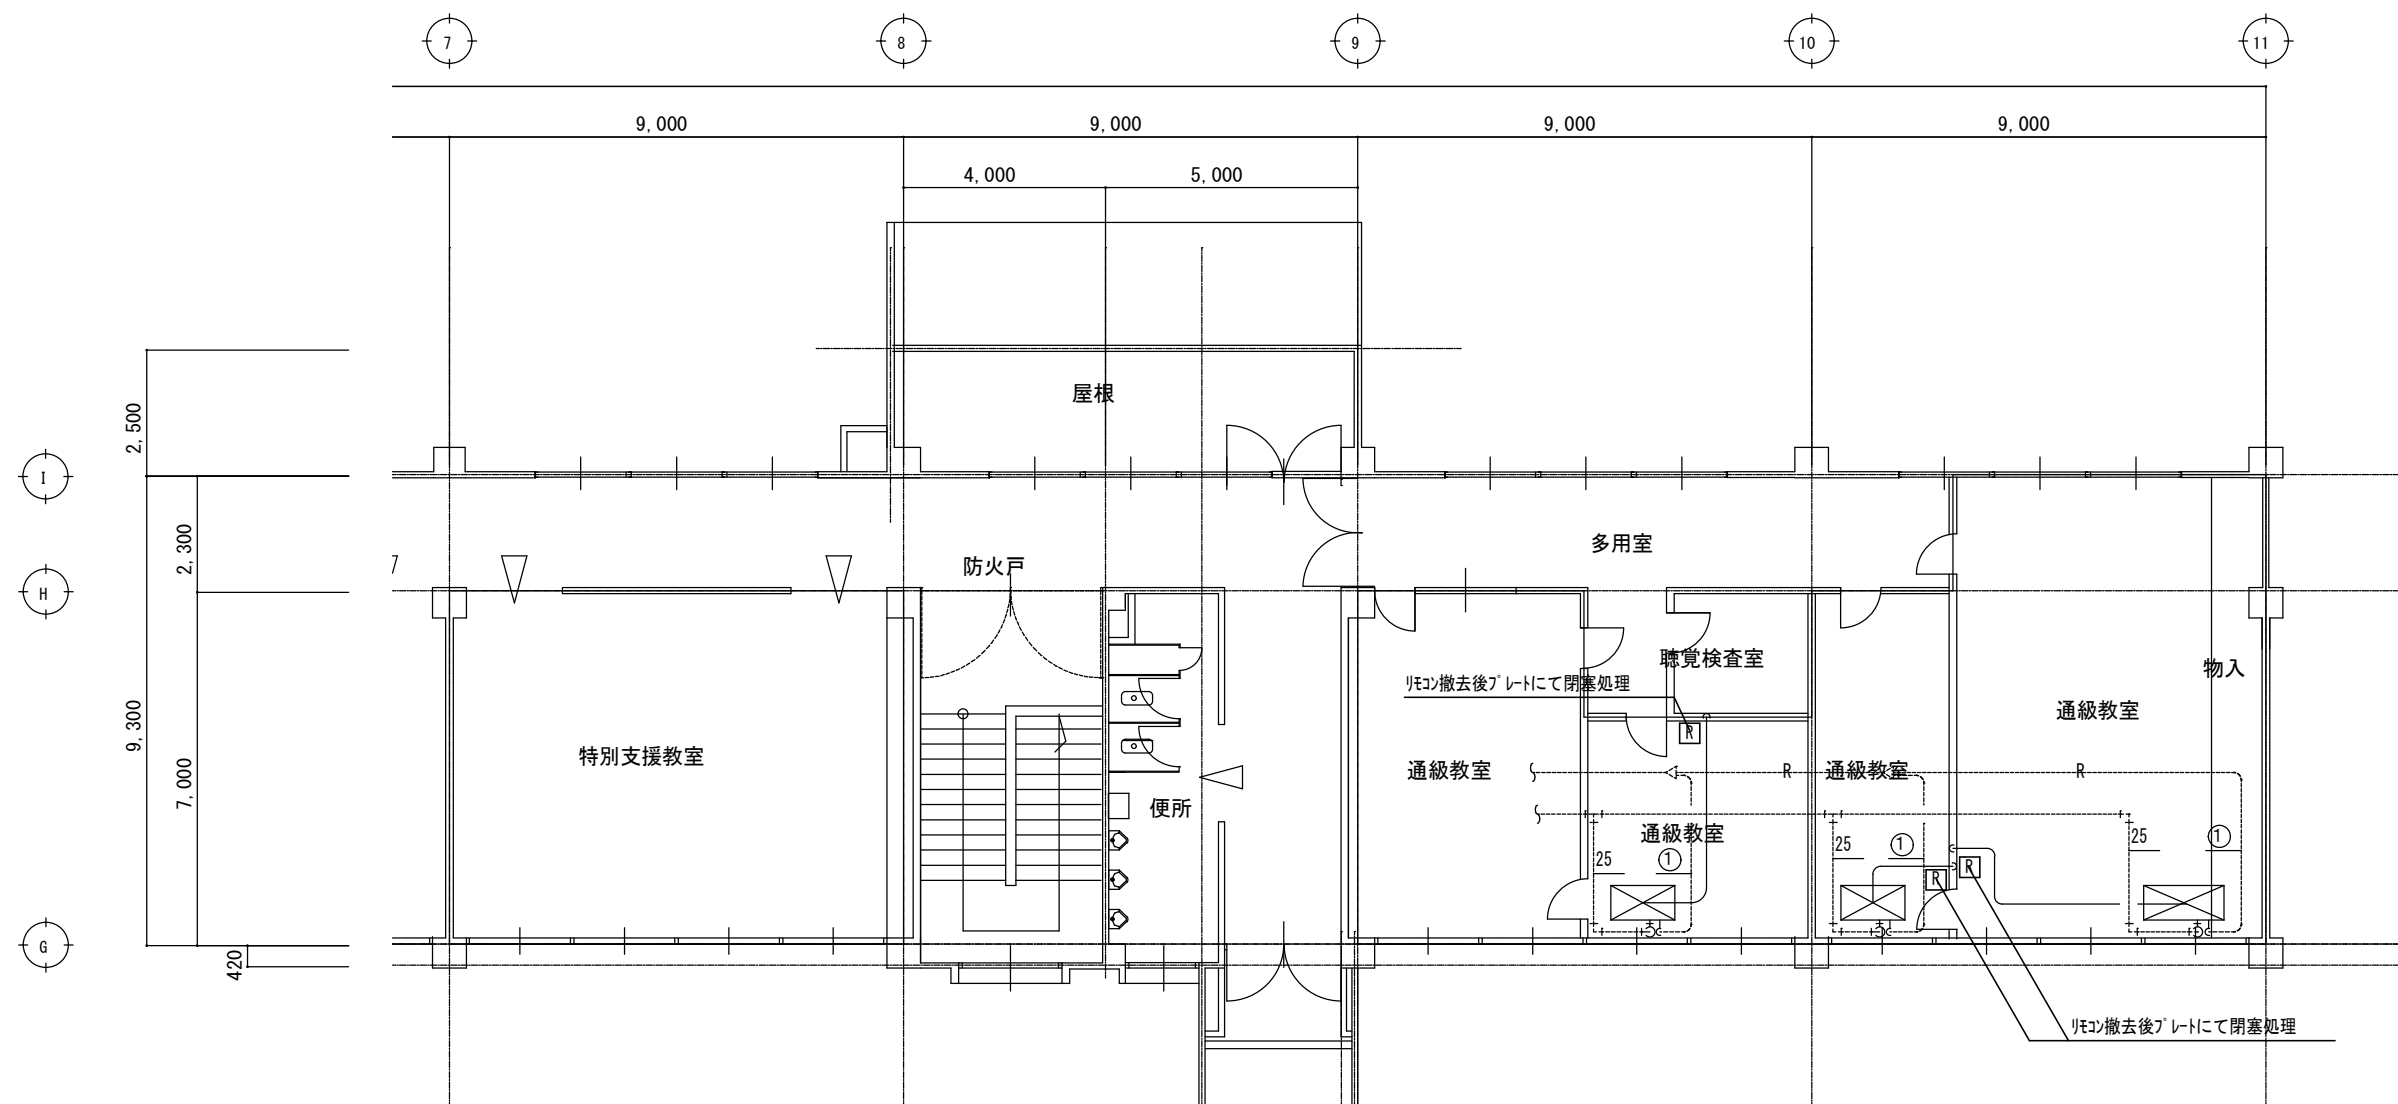 7
8
9
10
11
9,000
9,000
9,000
9,000
4,000
5,000
屋根
2,500
I
2,300
多用室
防火戸
H
聴覚検査室
物入
リモコン撤去後プレートにて閉塞処理
通級教室
9,300
R
特別支援教室
7,000
通級教室
R
通級教室
R
便所
通級教室
25
1
25
1
25
1
R
R
G
420
リモコン撤去後プレートにて閉塞処理